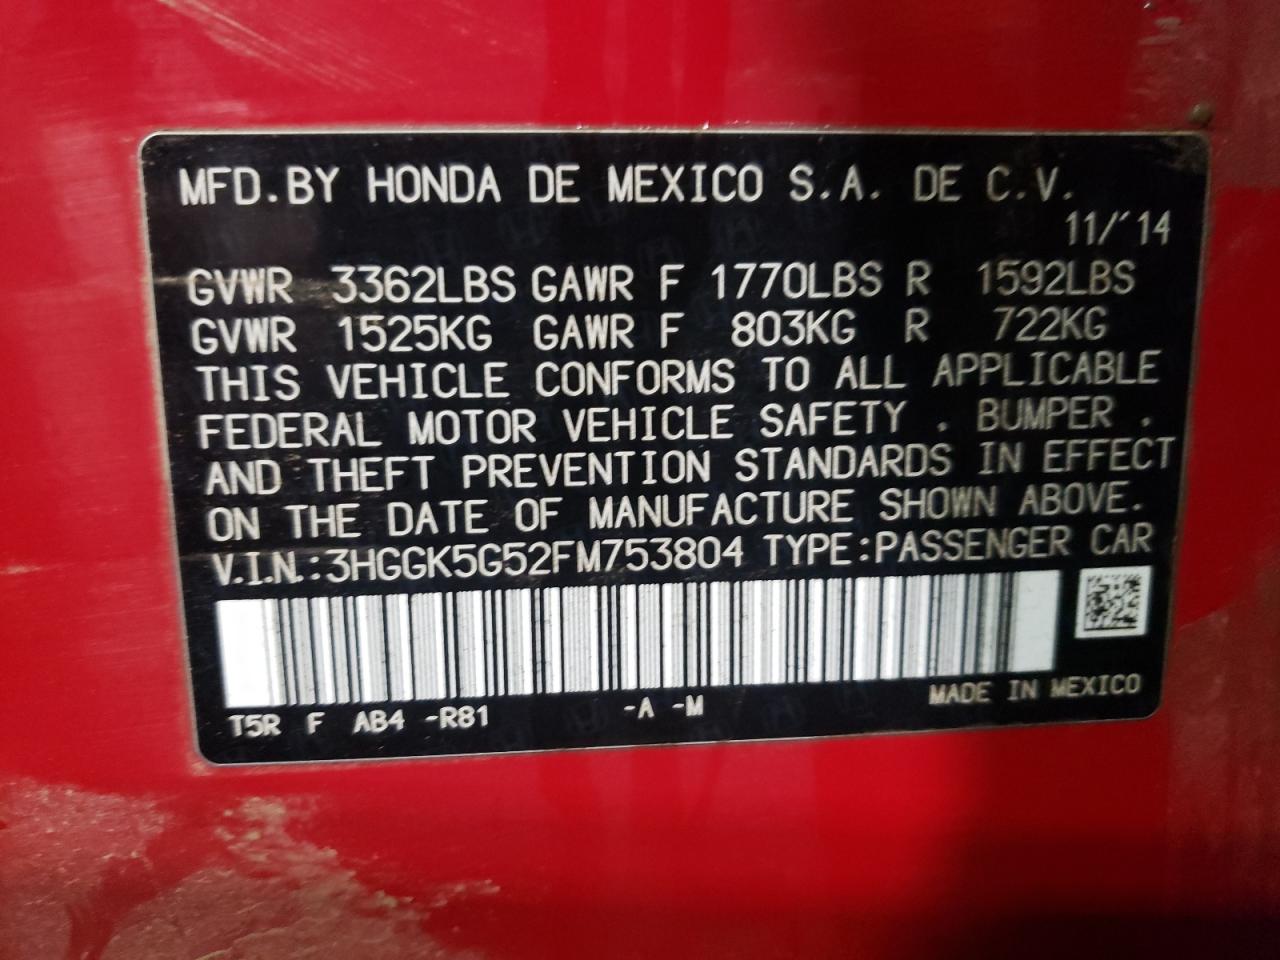 MFD.BY HONDA DE MEXICO S.A. DE C.V.
11/'14
GVWR 3362LBS GAWR F 1770LBS R 1592LBS
GVWR 1525KG GAWR F 803KG R 722KG
THIS VEHICLE CONFORMS TO ALL APPLICABLE
FEDERAL MOTOR VEHICLE SAFETY , BUMPER ,
AND THEFT PREVENTION STANDARDS IN EFFECT
ON THE DATE OF MANUFACTURE SHOWN ABOVE.
V.I.N.:3HGGK5G52FM753804 TYPE:PASSENGER CAR
T5R F AB4 -R81 -A -M MADE IN MEXICO